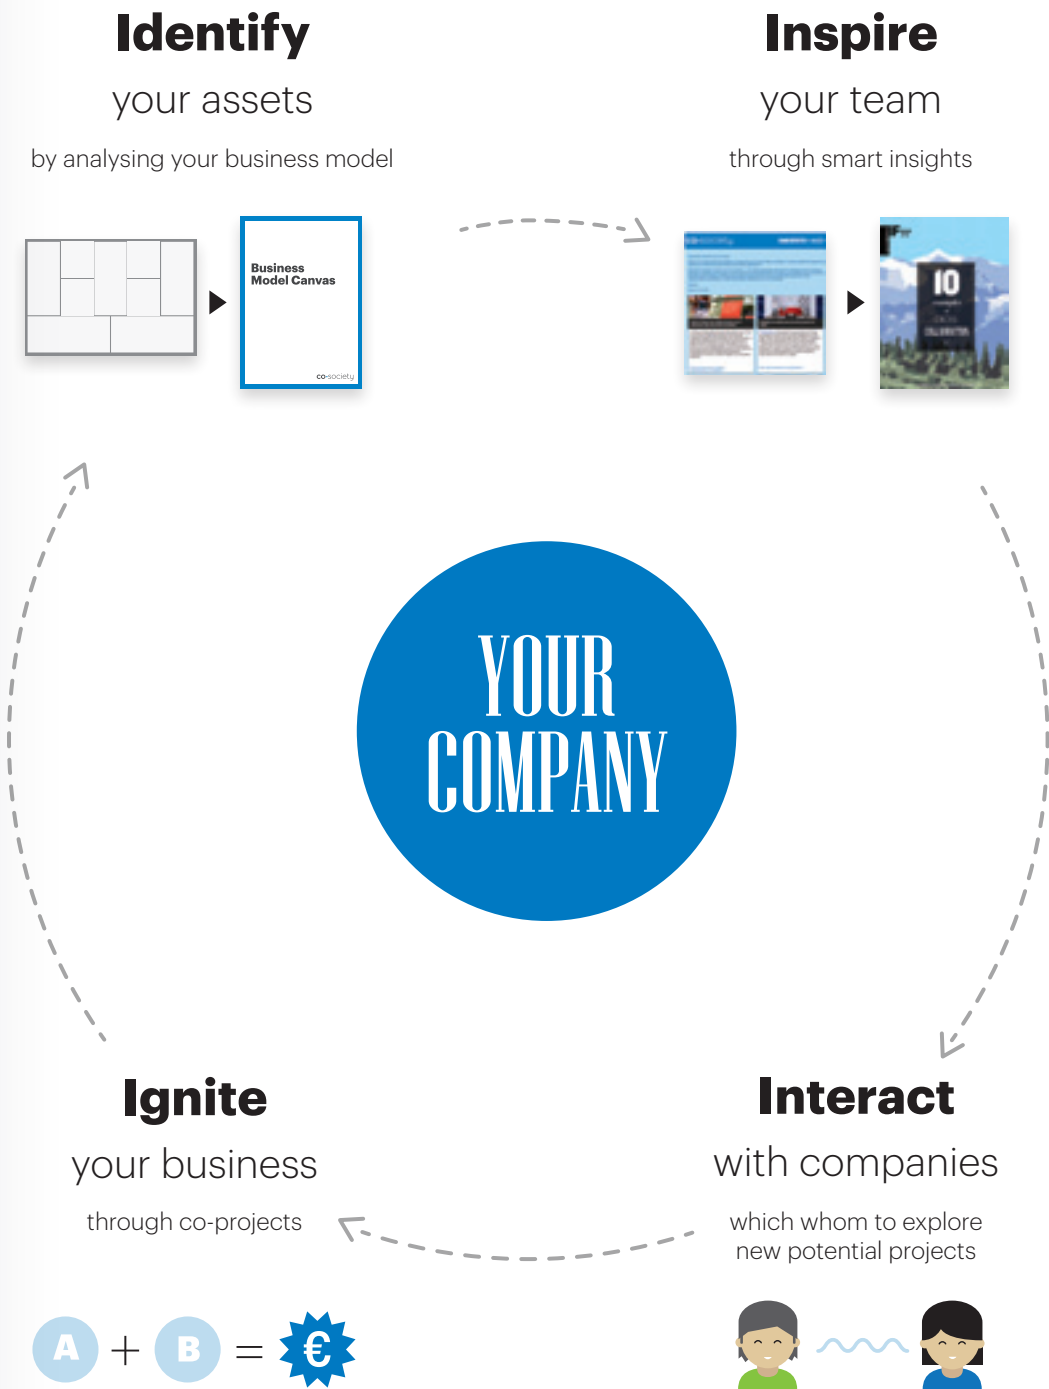 Identify
your assets
by analysing your business model
Business
Model Canvas
co-society
Inspire
your team
through smart insights
co-society
10
YOUR
COMPANY
Ignite
your business
through co-projects
A + B = €
Interact
with companies
which whom to explore
new potential projects